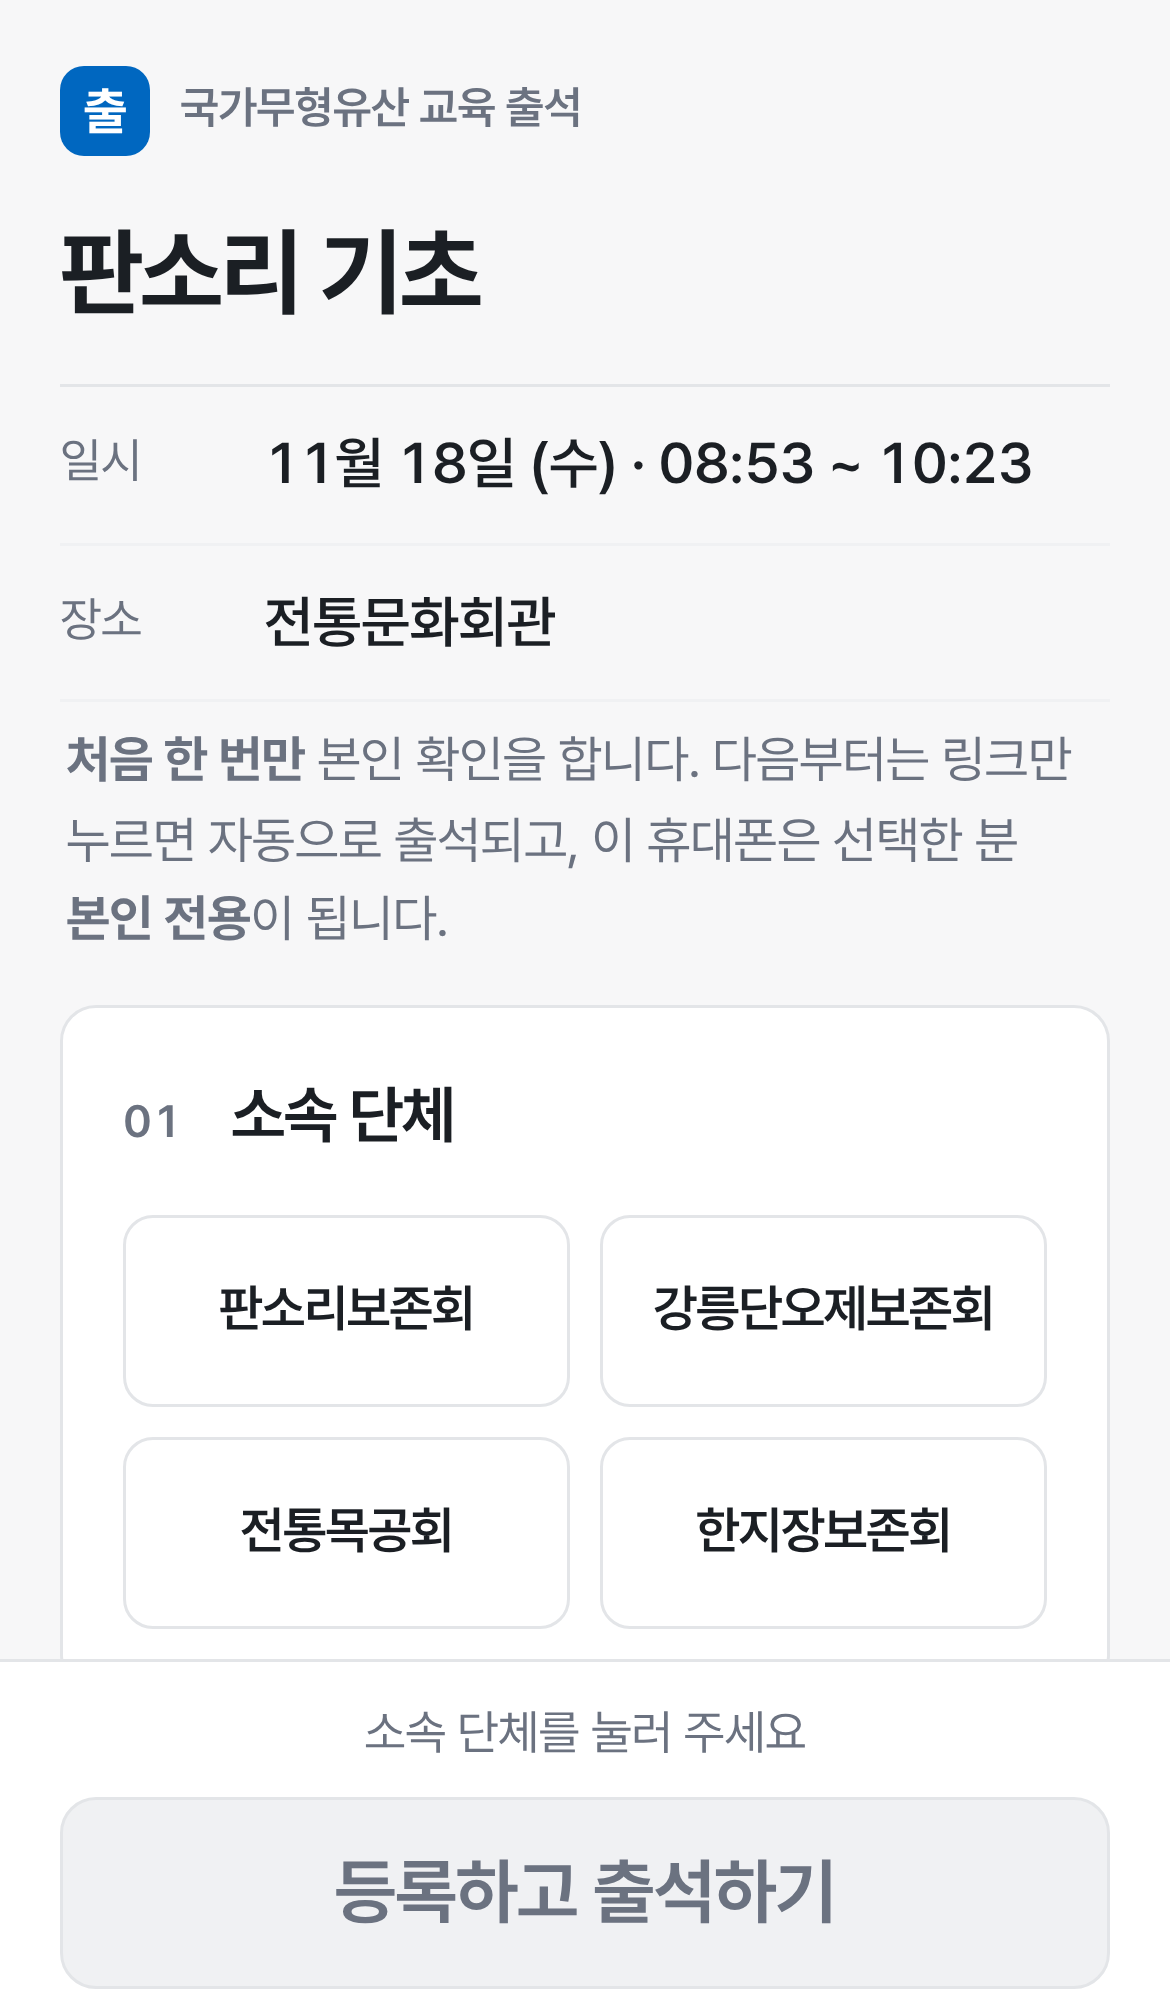 출
국가무형유산 교육 출석
판소리 기초
일시 11월 18일 (수) · 08:53 ~ 10:23
장소 전통문화회관
처음 한 번만 본인 확인을 합니다. 다음부터는 링크만
누르면 자동으로 출석되고, 이 휴대폰은 선택한 분
본인 전용이 됩니다.
01 소속 단체
판소리보존회
강릉단오제보존회
전통목공회
한지장보존회
소속 단체를 눌러 주세요
등록하고 출석하기